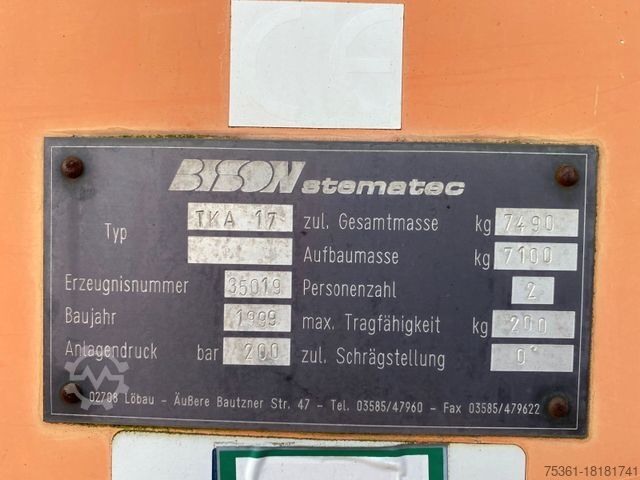 CE
BISON stematec
Typ TKA 17 zul. Gesamtmasse kg 7490
Aufbaumasse kg 7100
Erzeugnisnummer 35019 Personenzahl 2
Baujahr 1999 max. Tragfähigkeit kg 200
Anlagendruck bar 200 zul. Schrägstellung 0°
02708 Löbau - Äußere Bautzner Str. 47 - Tel. 03585/47960 - Fax 03585/479622
75361-18181741